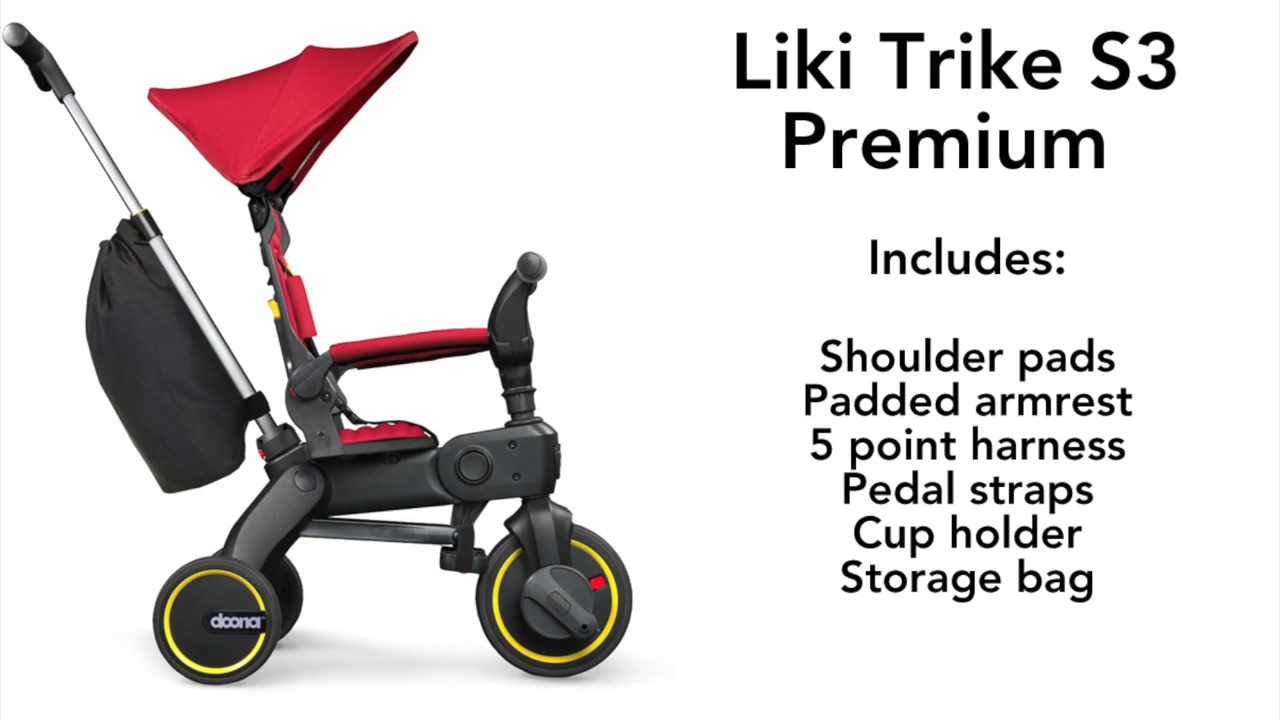 Liki Trike S3
Premium
Includes:
Shoulder pads
Padded armrest
5 point harness
Pedal straps
Cup holder
Storage bag
doona